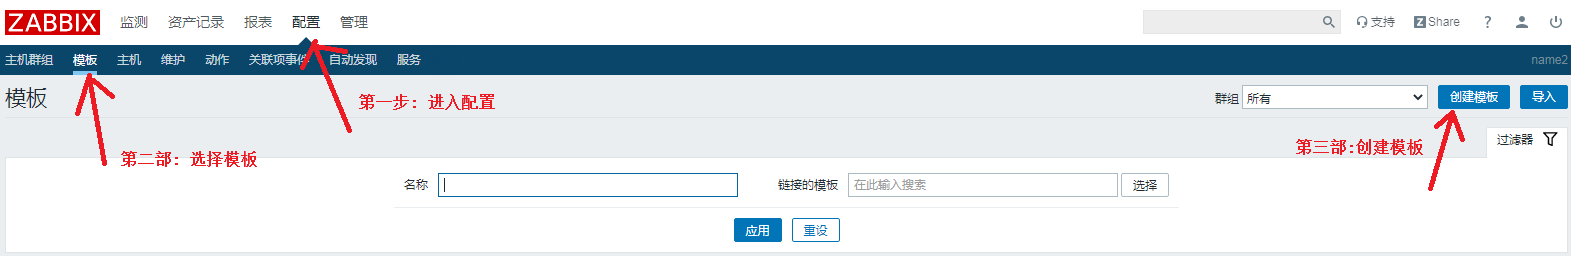 ZABBIX 监测 资产记录 报表 配置 管理 支持 Z Share ?
主机群组 模板 主机 维护 动作 关联项事件 自动发现 服务 name2
模板 群组 所有 创建模板 导入
第一步：进入配置
第二部：选择模板
第三部:创建模板
过滤器
名称 链接的模板 在此输入搜索 选择
应用 重设